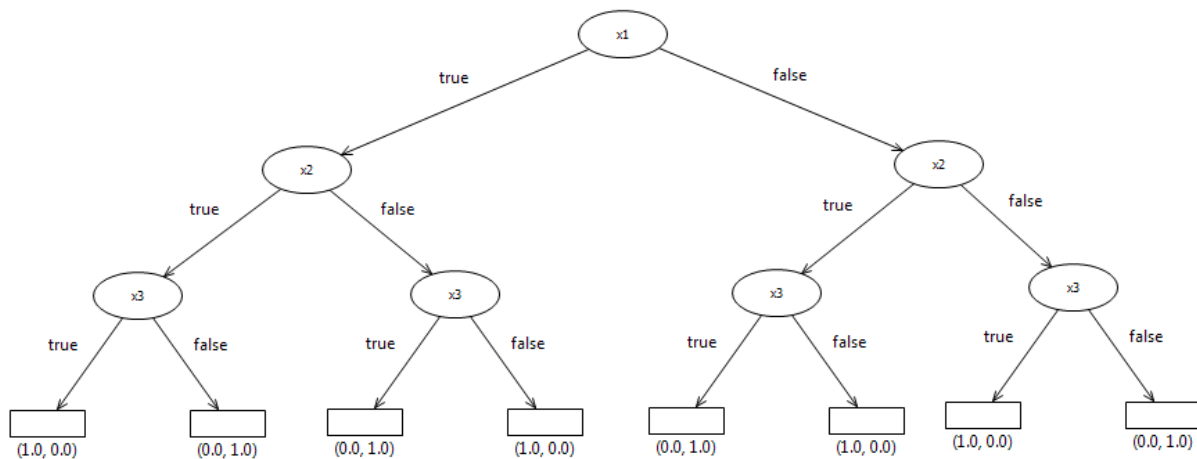 x1
true
false
x2
x2
true
false
true
false
x3
x3
x3
x3
true
false
true
false
true
false
true
false
(1.0, 0.0)
(0.0, 1.0)
(0.0, 1.0)
(1.0, 0.0)
(0.0, 1.0)
(1.0, 0.0)
(1.0, 0.0)
(0.0, 1.0)